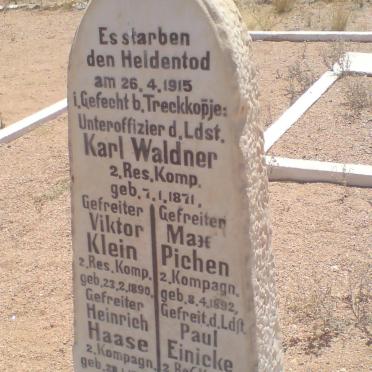 Es starben
den Heldentod
am 26.4.1915
i. Gefecht b. Treckkopje:
Unteroffizier d. Ldst.
Karl Waldner
2. Res. Komp.
geb. 7.1.1871.
Gefreiter
Viktor
Klein
2. Res. Komp.
geb. 23.2.1890.
Gefreiter
Heinrich
Haase
2. Kompagn.
geb.
Gefreiter
Max
Pichen
2. Kompagn.
geb. 8.4.1892.
Gefreit. d. Ldst.
Paul
Einicke